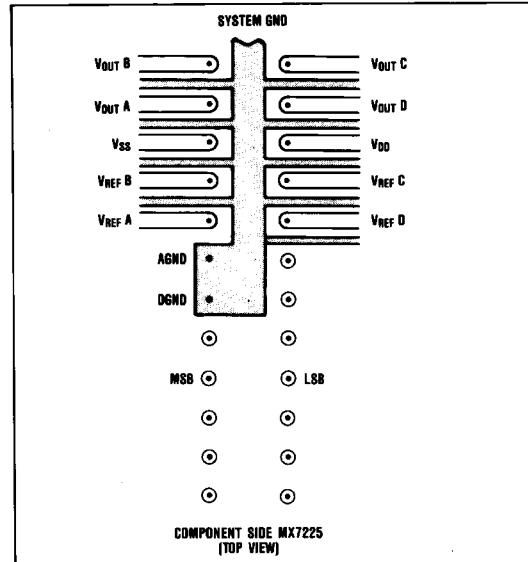 SYSTEM GND
VOUT B VOUT C
VOUT A VOUT D
VSS VDD
VREF B VREF C
VREF A VREF D
AGND
DGND
MSB LSB
COMPONENT SIDE MX7225
(TOP VIEW)